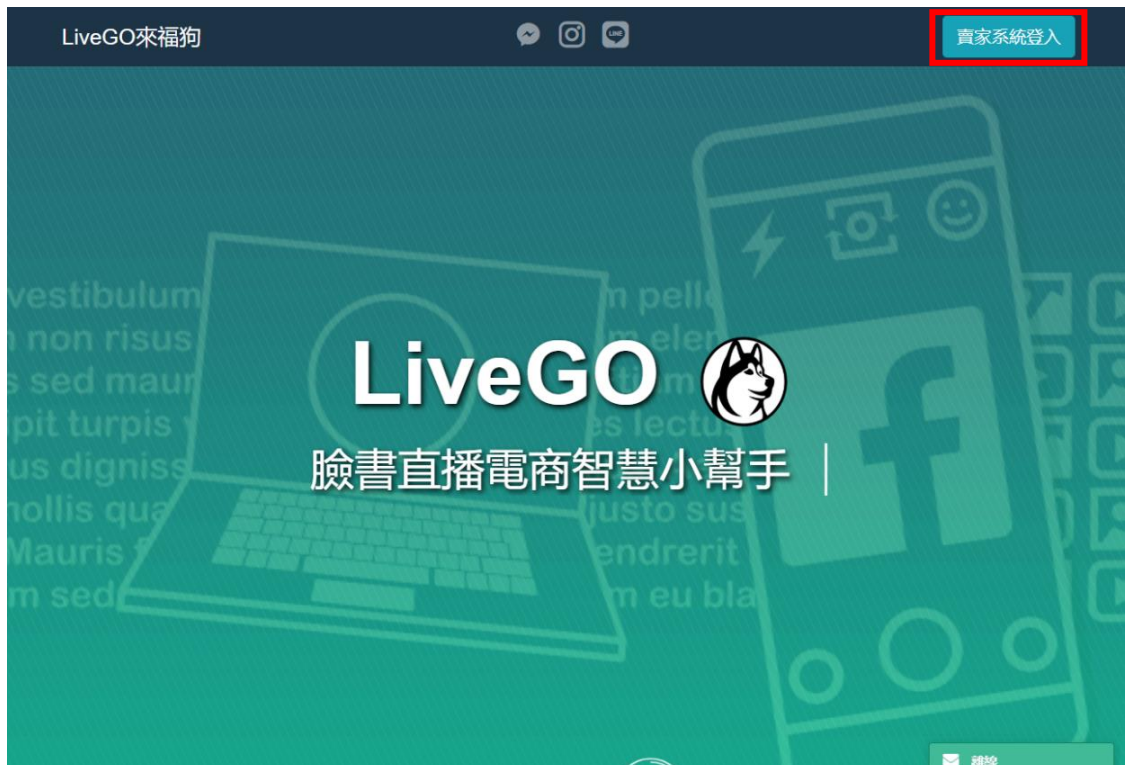 LiveGO來福狗
LINE
賣家系統登入
vestibulum
m pell
non risus
m ele
s sed maur
LiveGO
pit turpis
es lectu
us digniss
臉書直播電商智慧小幫手
mollis qua
justo sus
Mauris
endrerit
m sed
m eu bla